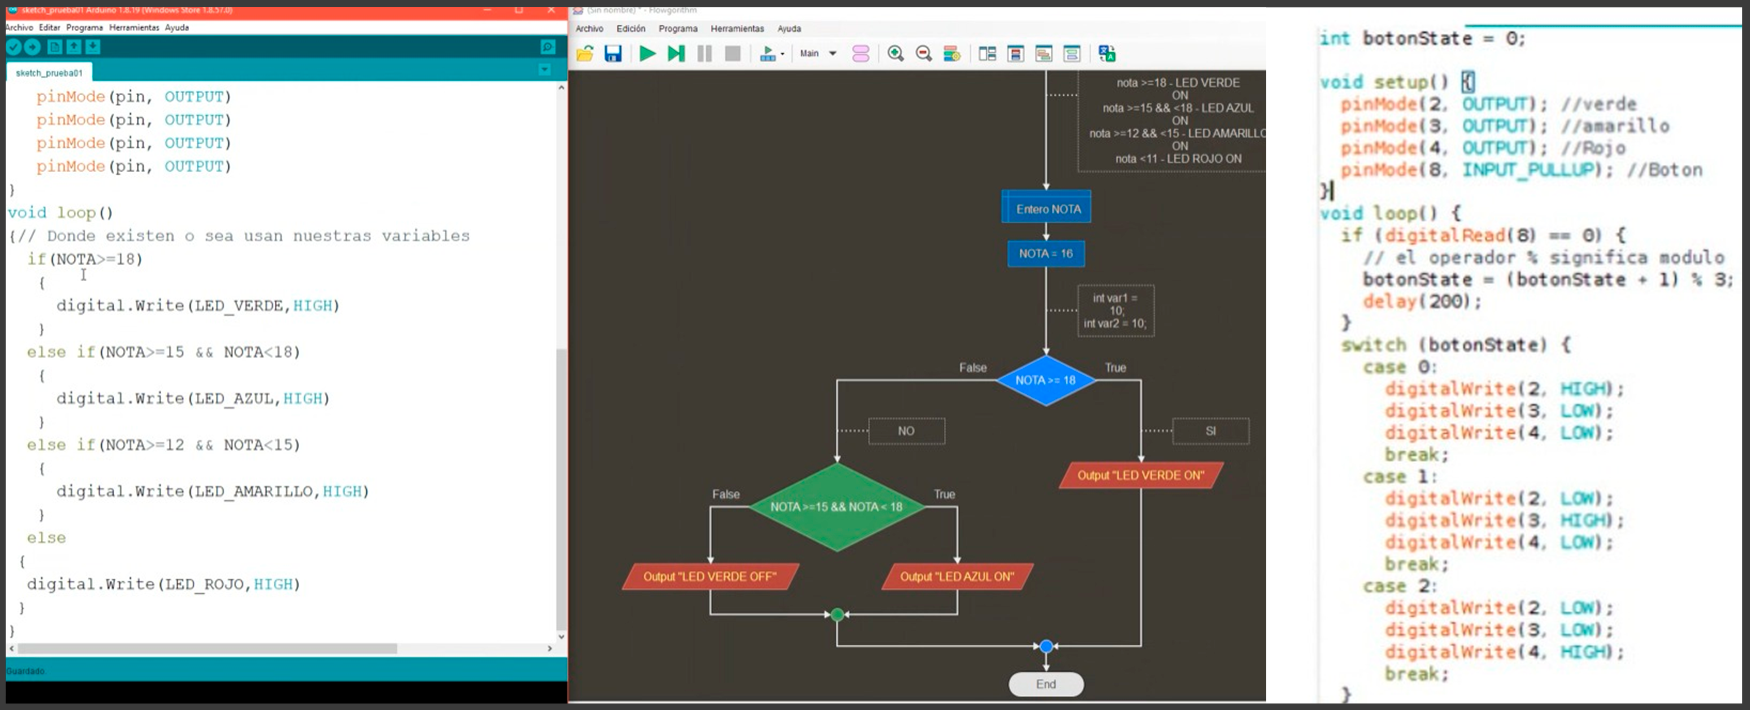 sketch_prueba01 Arduino 1.8.19 (Windows Store 1.8.57.0)
Archivo Editar Programa Herramientas Ayuda
sketch_prueba01
pinMode(pin, OUTPUT)
pinMode(pin, OUTPUT)
pinMode(pin, OUTPUT)
pinMode(pin, OUTPUT)
}
void loop()
{// Donde existen o sea usan nuestras variables
if(NOTA>=18)
{
digital.Write(LED_VERDE,HIGH)
}
else if(NOTA>=15 && NOTA<18)
{
digital.Write(LED_AZUL,HIGH)
}
else if(NOTA>=12 && NOTA<15)
{
digital.Write(LED_AMARILLO,HIGH)
}
else
{
digital.Write(LED_ROJO,HIGH)
}
}
Guardado
(Sin nombre) * - Flowgorithm
Archivo Edición Programa Herramientas Ayuda
Main
nota >=18 - LED VERDE
ON
nota >=15 && <18 - LED AZUL
ON
nota >=12 && <15 - LED AMARILLO
ON
nota <11 - LED ROJO ON
Entero NOTA
NOTA = 16
int var1 =
10;
int var2 = 10;
False
True
NOTA >= 18
NO
SI
Output "LED VERDE ON"
False
True
NOTA >=15 && NOTA < 18
Output "LED VERDE OFF"
Output "LED AZUL ON"
End
int botonState = 0;
void setup() {
pinMode(2, OUTPUT); //verde
pinMode(3, OUTPUT); //amarillo
pinMode(4, OUTPUT); //Rojo
pinMode(8, INPUT_PULLUP); //Boton
}
void loop() {
if (digitalRead(8) == 0) {
// el operador % significa modulo
botonState = (botonState + 1) % 3;
delay(200);
}
switch (botonState) {
case 0:
digitalWrite(2, HIGH);
digitalWrite(3, LOW);
digitalWrite(4, LOW);
break;
case 1:
digitalWrite(2, LOW);
digitalWrite(3, HIGH);
digitalWrite(4, LOW);
break;
case 2:
digitalWrite(2, LOW);
digitalWrite(3, LOW);
digitalWrite(4, HIGH);
break;
}